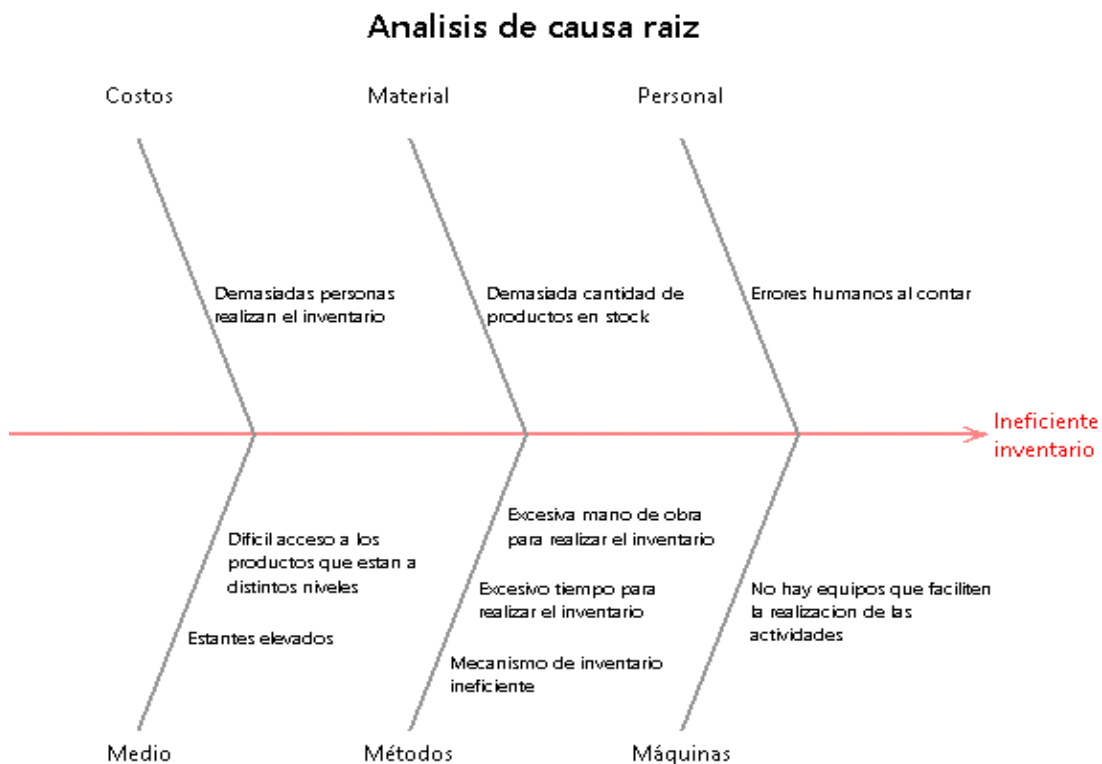 Analisis de causa raiz
Costos
Material
Personal
Demasiadas personas
realizan el inventario
Demasiada cantidad de
productos en stock
Errores humanos al contar
Ineficiente
inventario
Dificil acceso a los
productos que estan a
distintos niveles
Estantes elevados
Excesiva mano de obra
para realizar el inventario
Excesivo tiempo para
realizar el inventario
Mecanismo de inventario
ineficiente
No hay equipos que faciliten
la realizacion de las
actividades
Medio
Métodos
Máquinas